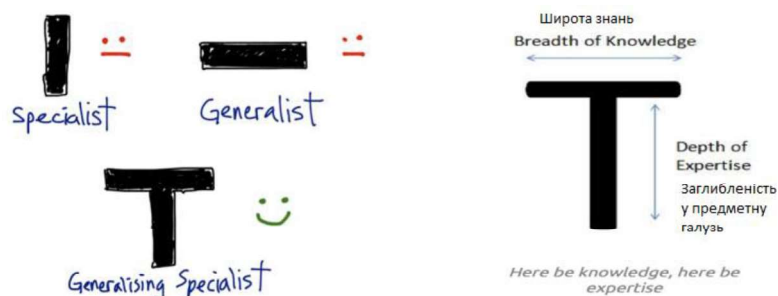 Specialist
Generalist
Generalising Specialist
Широта знань
Breadth of Knowledge
Depth of
Expertise
Заглибленість
у предметну
галузь
Here be knowledge, here be
expertise